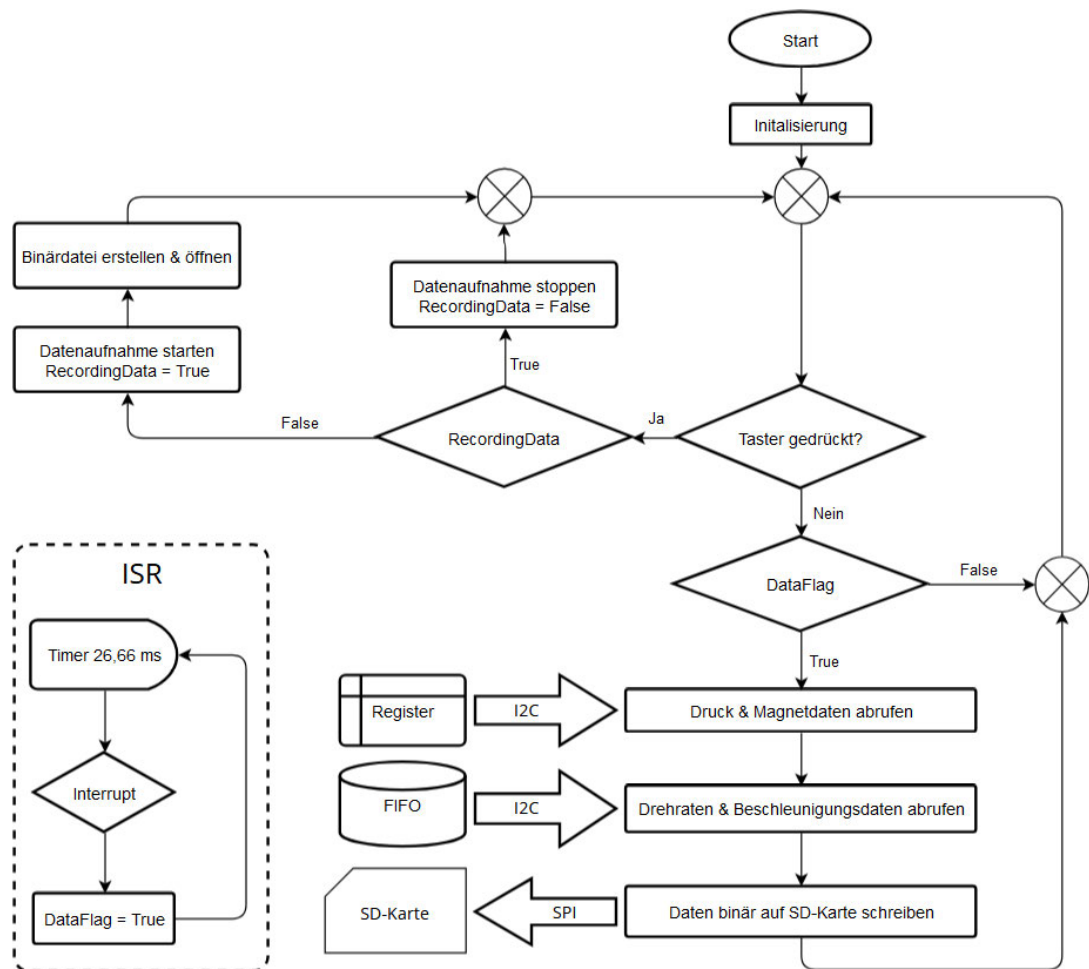 Start
Initalisierung
Binärdatei erstellen & öffnen
Datenaufnahme stoppen
RecordingData = False
Datenaufnahme starten
RecordingData = True
True
False
RecordingData
Ja
Taster gedrückt?
Nein
ISR
DataFlag
False
Timer 26,66 ms
True
Register
I2C
Druck & Magnetdaten abrufen
Interrupt
FIFO
I2C
Drehraten & Beschleunigungsdaten abrufen
DataFlag = True
SD-Karte
SPI
Daten binär auf SD-Karte schreiben